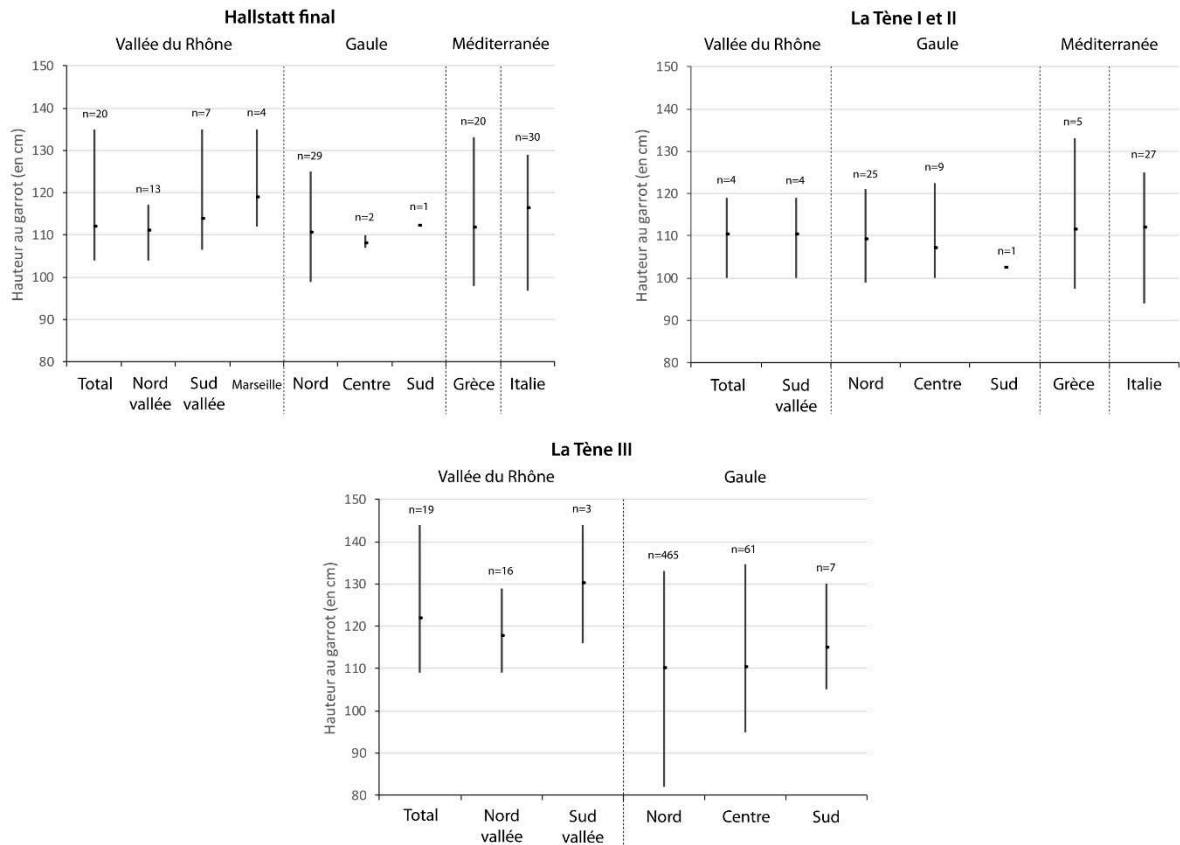 Hallstatt final
Vallée du Rhône Gaule Méditerranée
Hauteur au garrot (en cm)
150
140
130
120
110
100
90
80
n=20 n=13 n=7 n=4 n=29 n=2 n=1 n=20 n=30
Total Nord vallée Sud vallée Marseille Nord Centre Sud Grèce Italie
La Tène I et II
Vallée du Rhône Gaule Méditerranée
Hauteur au garrot (en cm)
150
140
130
120
110
100
90
80
n=4 n=4 n=25 n=9 n=1 n=5 n=27
Total Sud vallée Nord Centre Sud Grèce Italie
La Tène III
Vallée du Rhône Gaule
Hauteur au garrot (en cm)
150
140
130
120
110
100
90
80
n=19 n=16 n=3 n=465 n=61 n=7
Total Nord vallée Sud vallée Nord Centre Sud